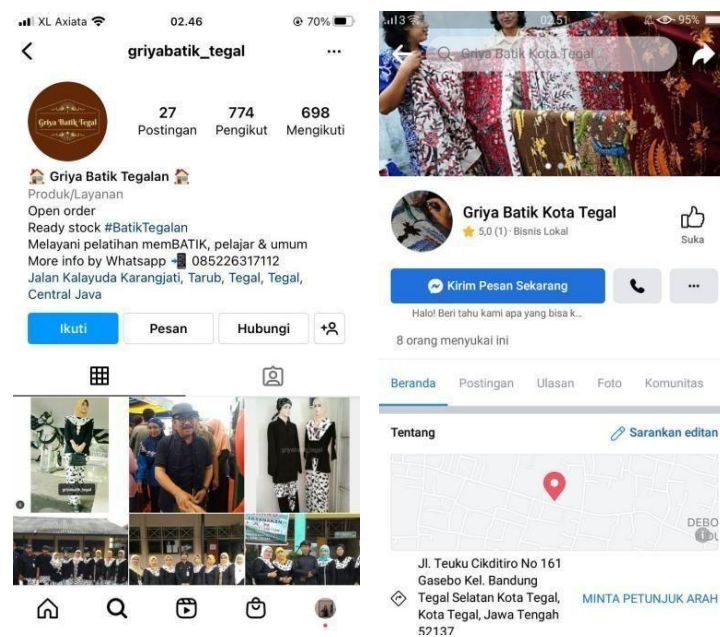 XL Axiata
02.46
70%
griyabatik_tegal
Griya Batik Tegal
27
774
698
Postingan
Pengikut
Mengikuti
Griya Batik Tegalan
Produk/Layanan
Open order
Ready stock #BatikTegalan
Melayani pelatihan memBATIK, pelajar & umum
More info by Whatsapp 085226317112
Jalan Kalayuda Karangjati, Tarub, Tegal, Tegal,
Central Java
Ikuti
Pesan
Hubungi
griyabatik_tegal
02.51
95%
Griya Batik Kota Tegal
Griya Batik Kota Tegal
5,0 (1) · Bisnis Lokal
Suka
Kirim Pesan Sekarang
Halo! Beri tahu kami apa yang bisa k...
8 orang menyukai ini
Beranda
Postingan
Ulasan
Foto
Komunitas
Tentang
Sarankan editan
DEBO
Jl. Teuku Cikditiro No 161
Gasebo Kel. Bandung
Tegal Selatan Kota Tegal,
Kota Tegal, Jawa Tengah
52137
MINTA PETUNJUK ARAH